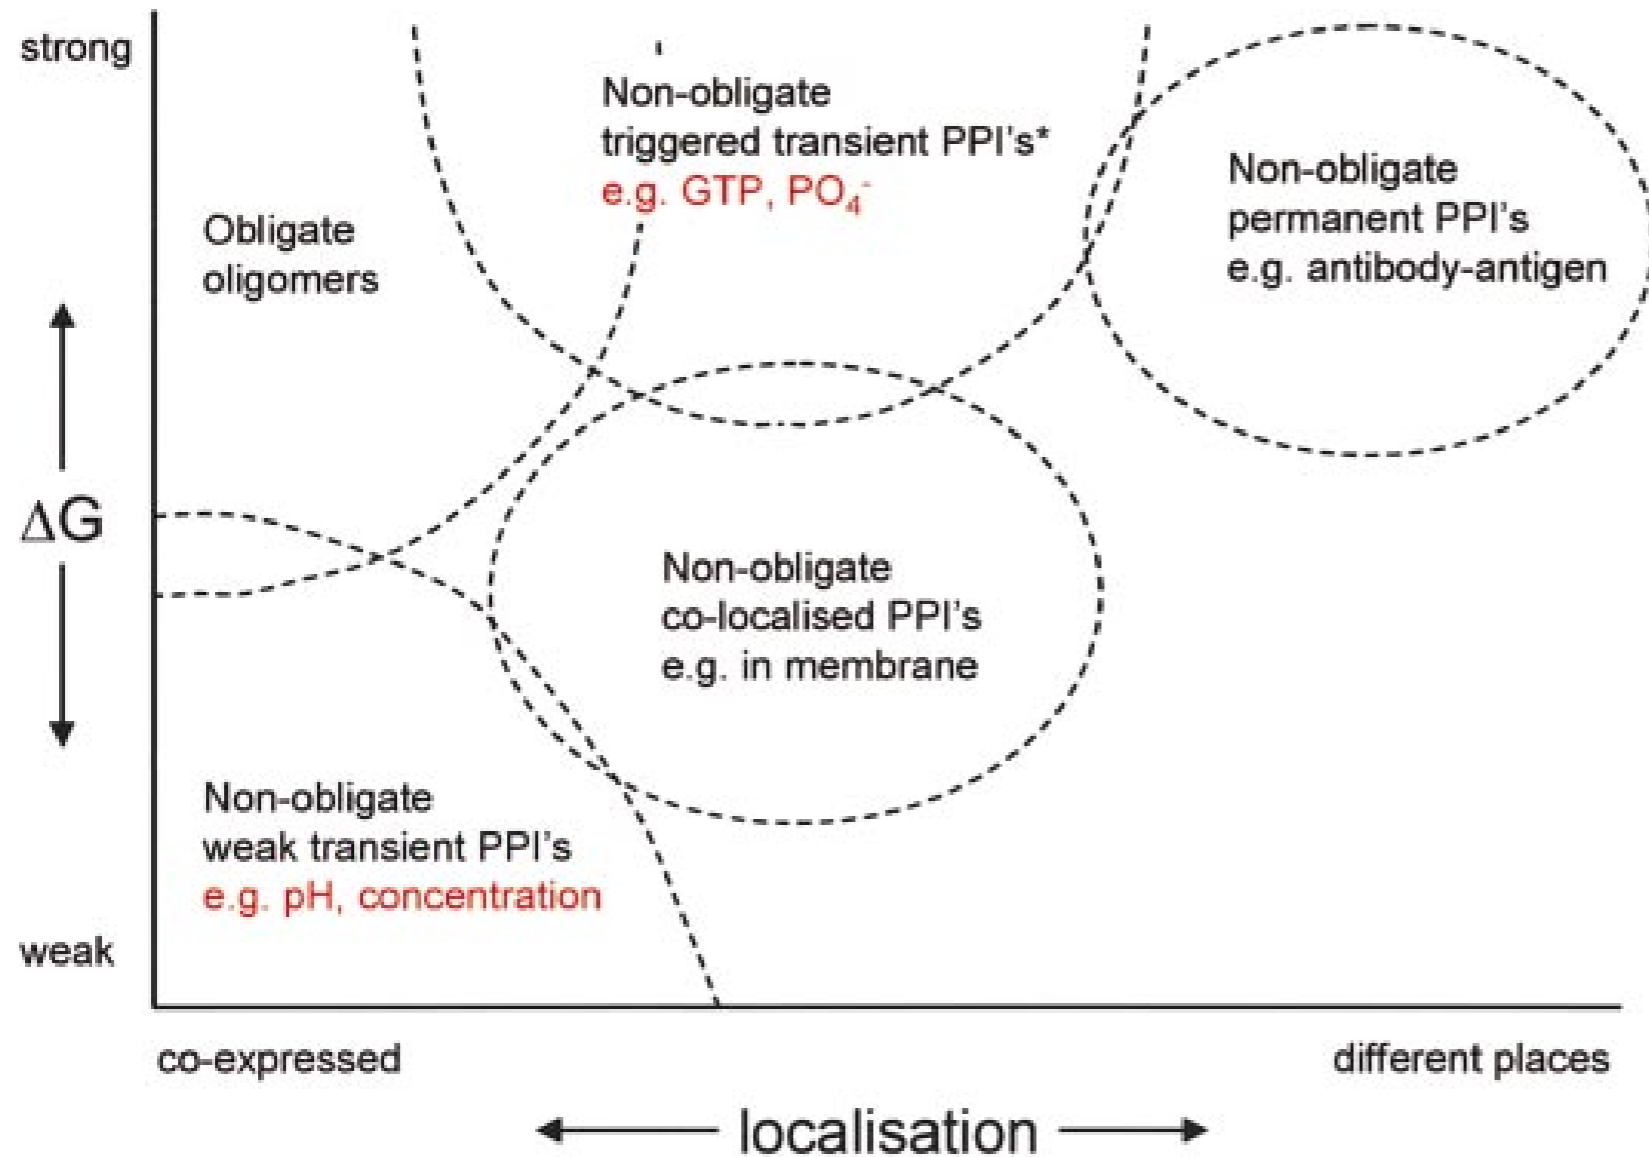 strong
Non-obligate
triggered transient PPI's*
e.g. GTP, PO₄⁻
Non-obligate
permanent PPI's
e.g. antibody-antigen
Obligate
oligomers
ΔG
Non-obligate
co-localised PPI's
e.g. in membrane
Non-obligate
weak transient PPI's
e.g. pH, concentration
weak
co-expressed
different places
localisation